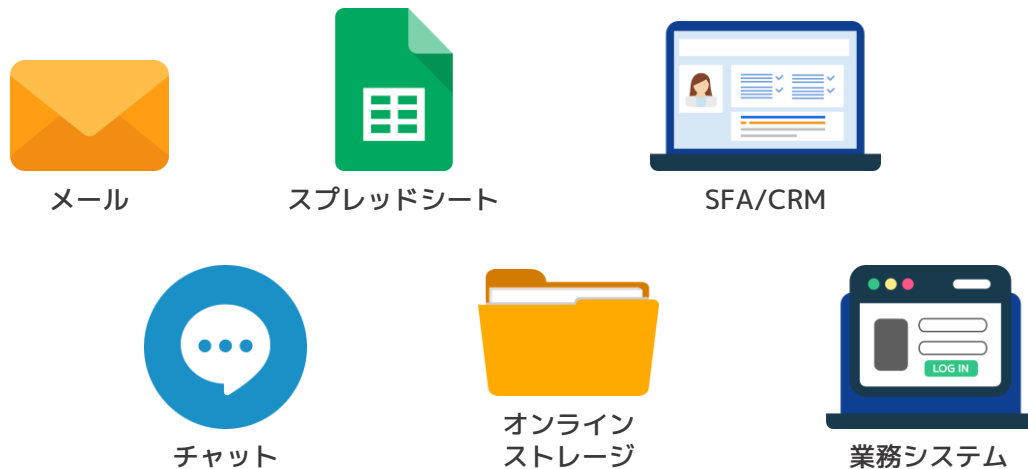 メール
スプレッドシート
SFA/CRM
チャット
オンライン
ストレージ
LOG IN
業務システム